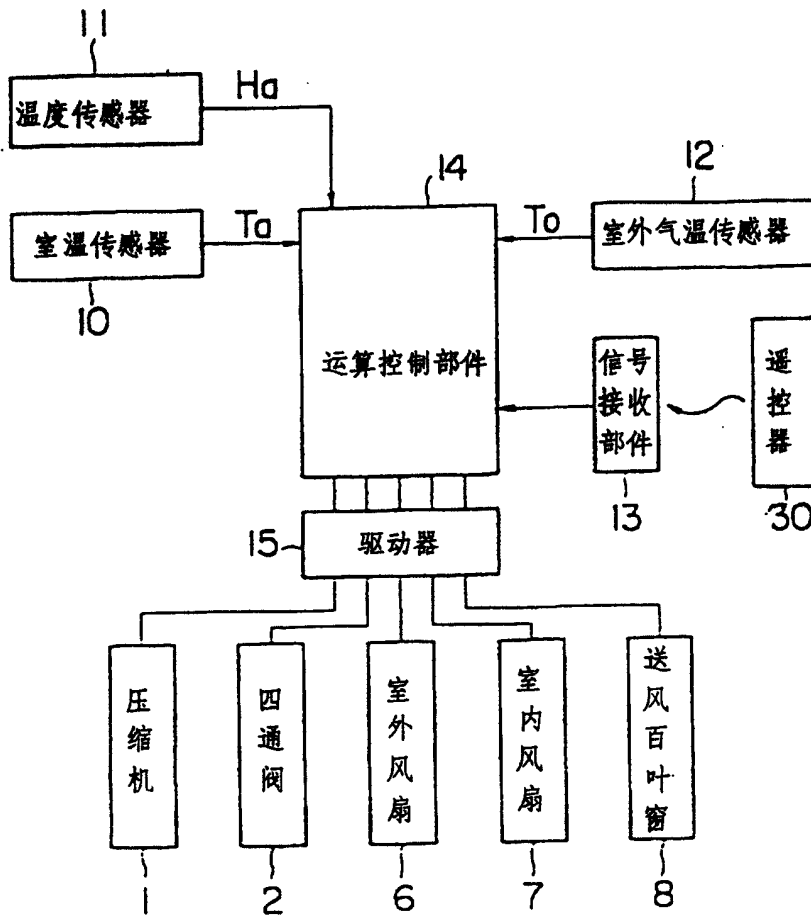 11
温度传感器
Ha
14
12
室温传感器
Ta
To
室外气温传感器
10
运算控制部件
信号
接收
部件
遥控器
13
30
15
驱动器
压缩机
四通阀
室外风扇
室内风扇
送风百叶窗
1
2
6
7
8